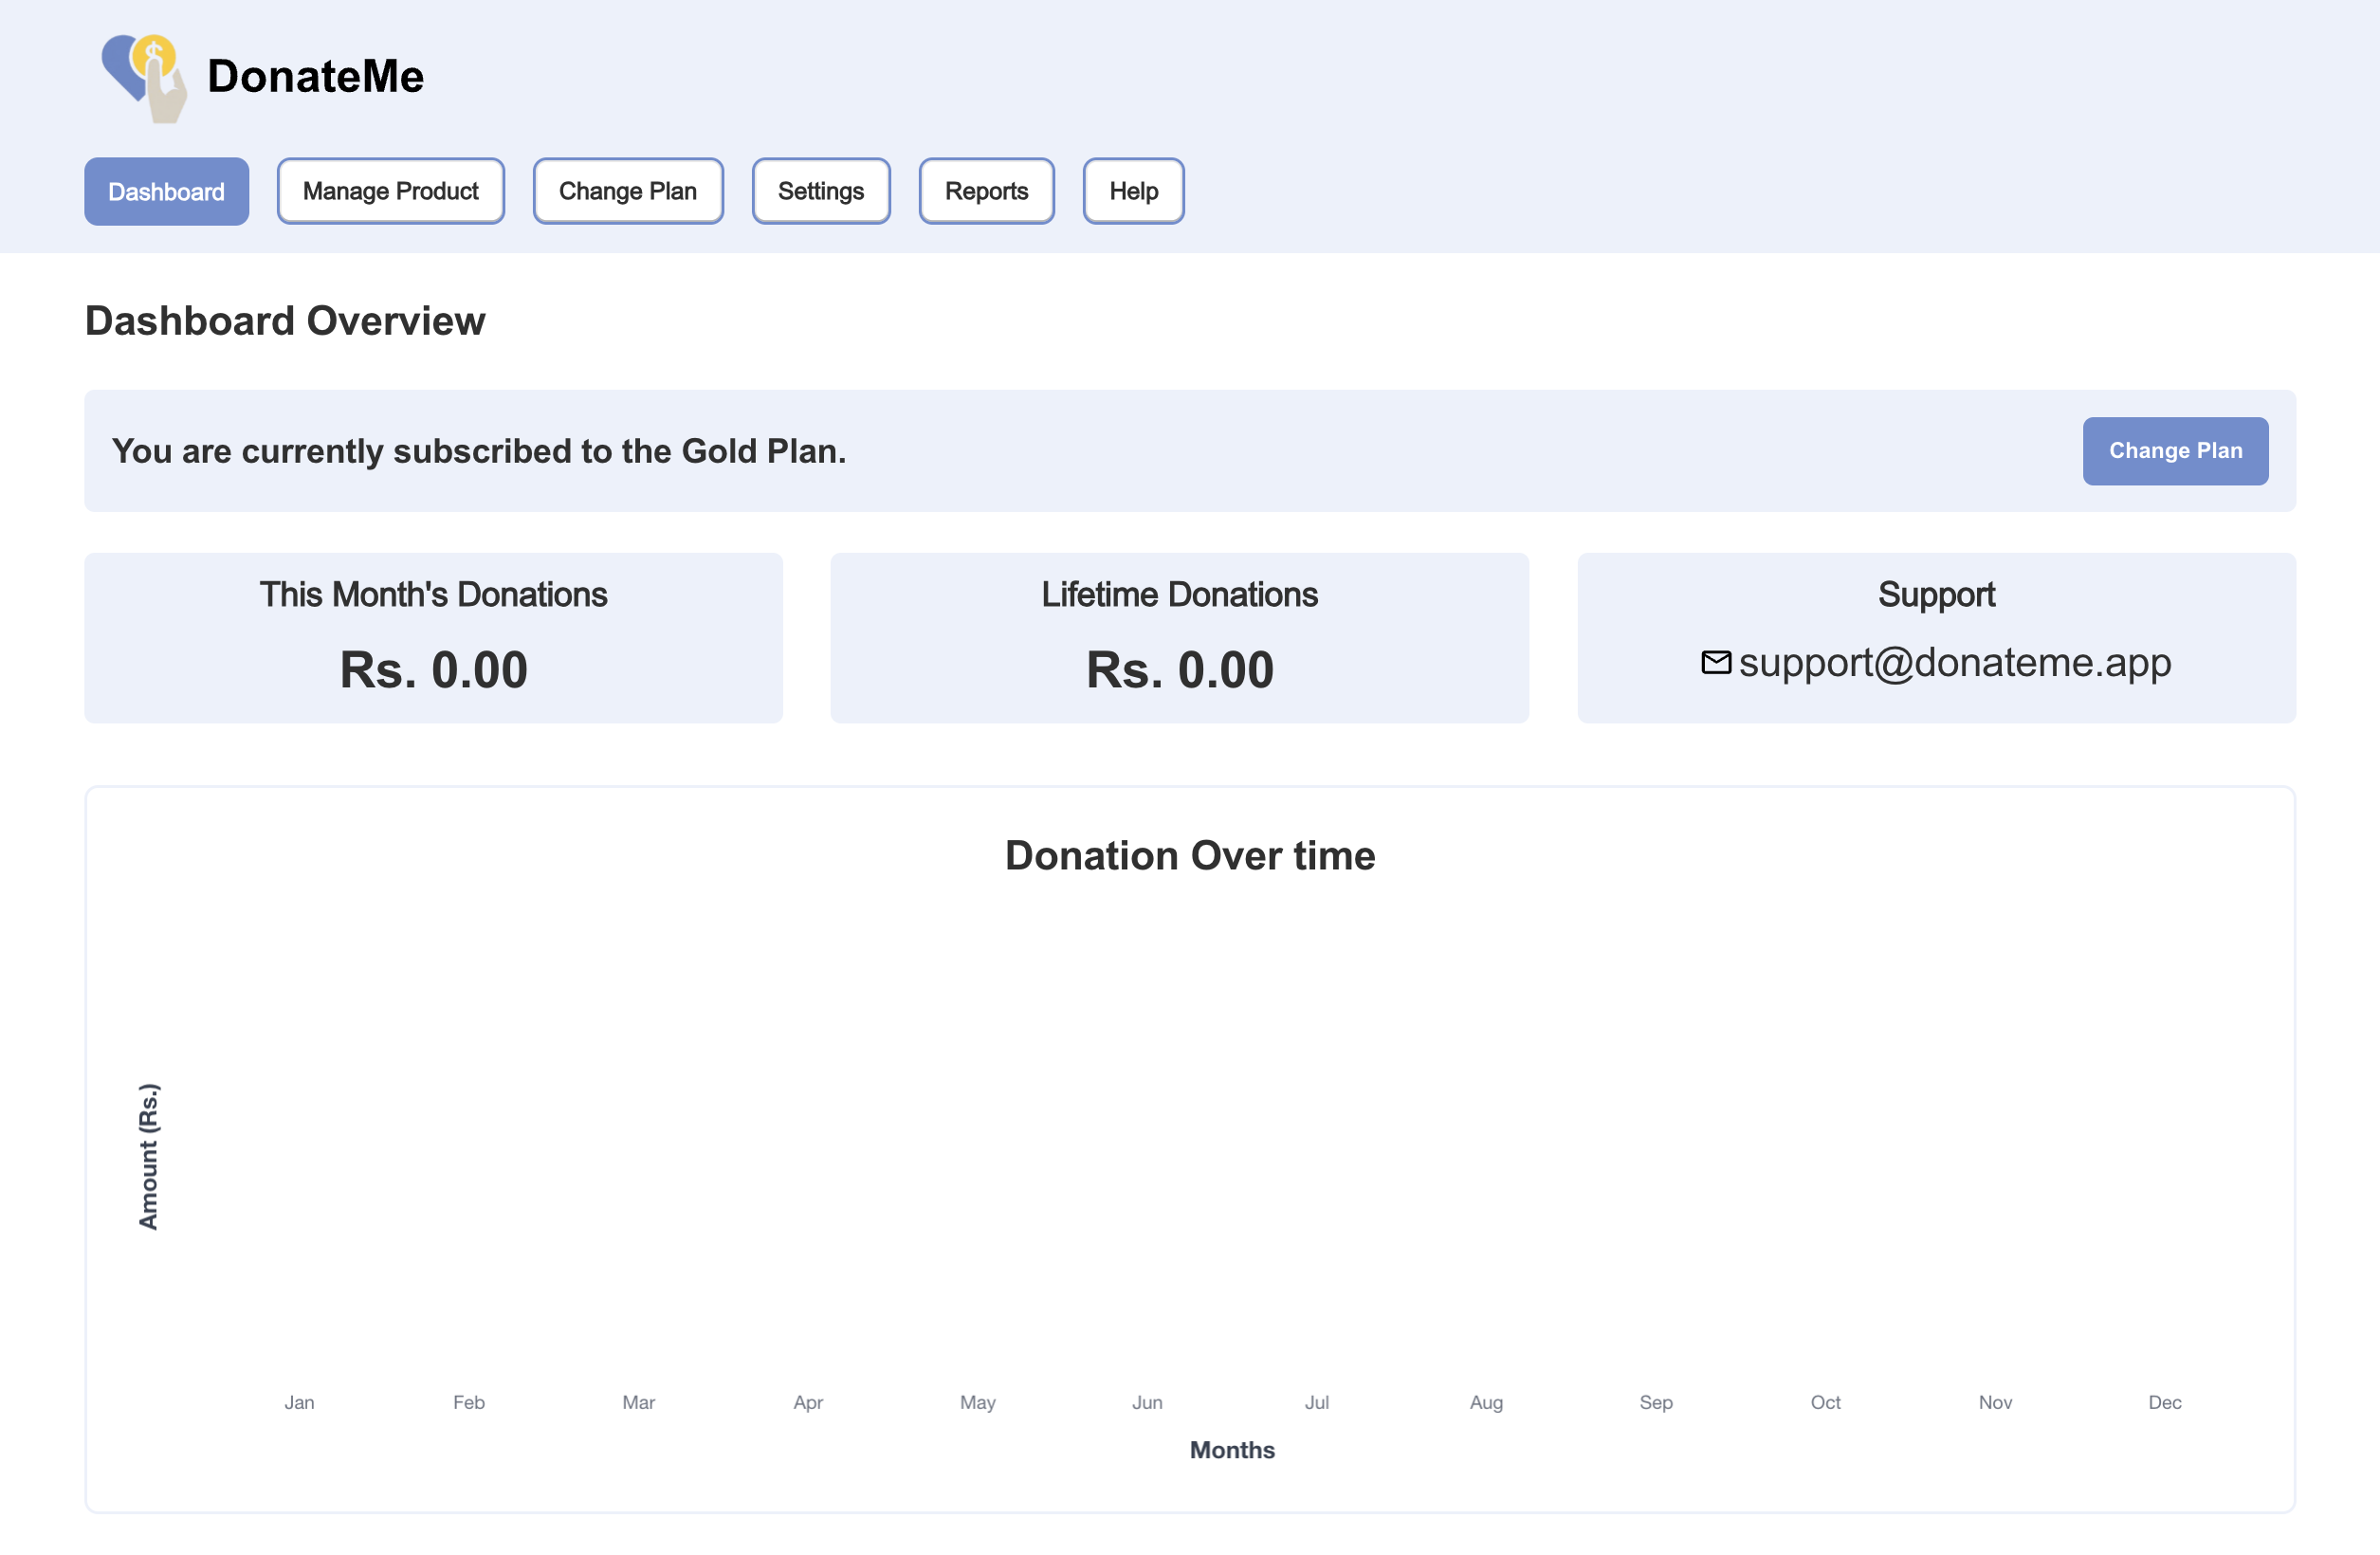 DonateMe
Dashboard
Manage Product
Change Plan
Settings
Reports
Help
Dashboard Overview
You are currently subscribed to the Gold Plan.
Change Plan
This Month's Donations
Rs. 0.00
Lifetime Donations
Rs. 0.00
Support
support@donateme.app
Donation Over time
Amount (Rs.)
Jan Feb Mar Apr May Jun Jul Aug Sep Oct Nov Dec
Months